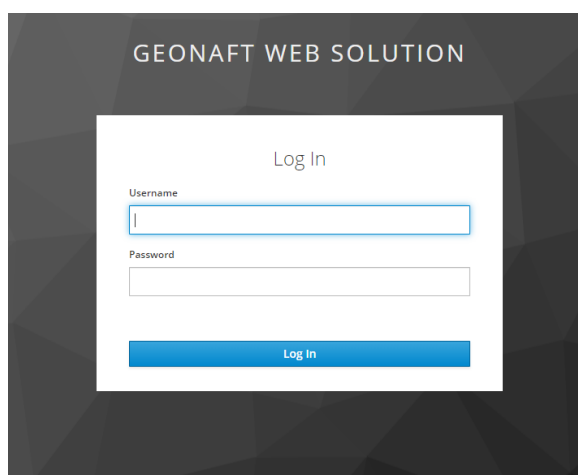 GEONAFT WEB SOLUTION
Log In
Username
Password
Log In